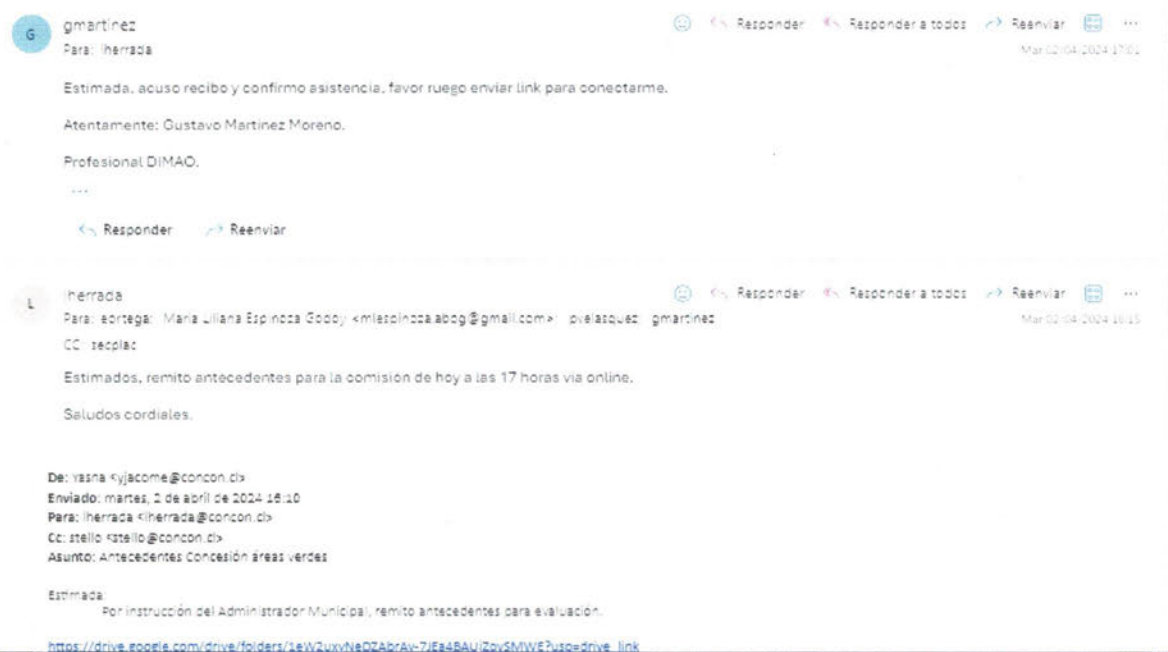 G
gmartinez
Responder Responder a todos Reenviar ...
Para: lherrada
Mar 02-04-2024 17:01
Estimada, acuso recibo y confirmo asistencia, favor ruego enviar link para conectarme.
Atentamente: Gustavo Martinez Moreno.
Profesional DIMAO.
...
Responder Reenviar
L
lherrada
Responder Responder a todos Reenviar ...
Para: eortega; Maria Liliana Espinoza Godoy <mlespinoza.abog@gmail.com>; pvelasquez; gmartinez
Mar 02-04-2024 16:15
CC: secplac
Estimados, remito antecedentes para la comisión de hoy a las 17 horas via online.
Saludos cordiales.
De: Yasna <yjacome@concon.cl>
Enviado: martes, 2 de abril de 2024 16:10
Para: lherrada <lherrada@concon.cl>
Cc: stello <stello@concon.cl>
Asunto: Antecedentes Concesión áreas verdes
Estimada:
Por instrucción del Administrador Municipal, remito antecedentes para evaluación.